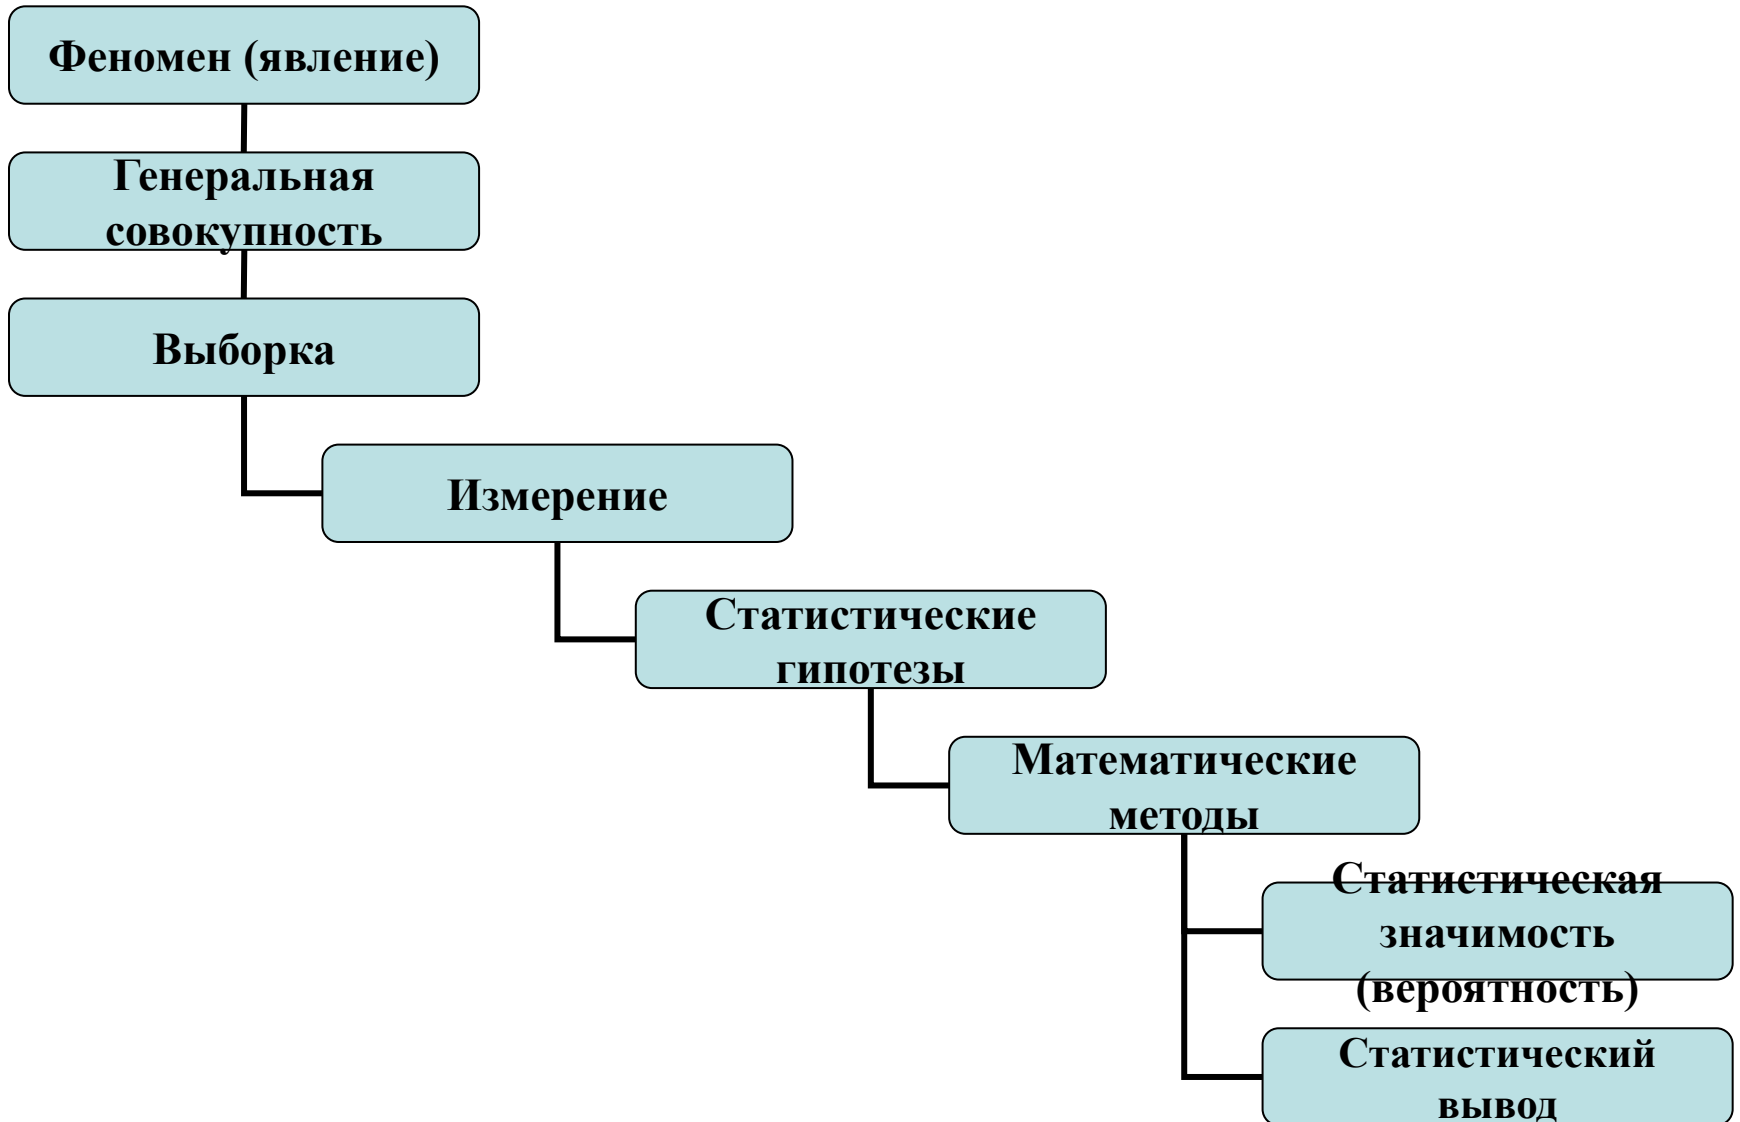 Феномен (явление)
Генеральная
совокупность
Выборка
Измерение
Статистические
гипотезы
Математические
методы
Статистическая
значимость
(вероятность)
Статистический
вывод